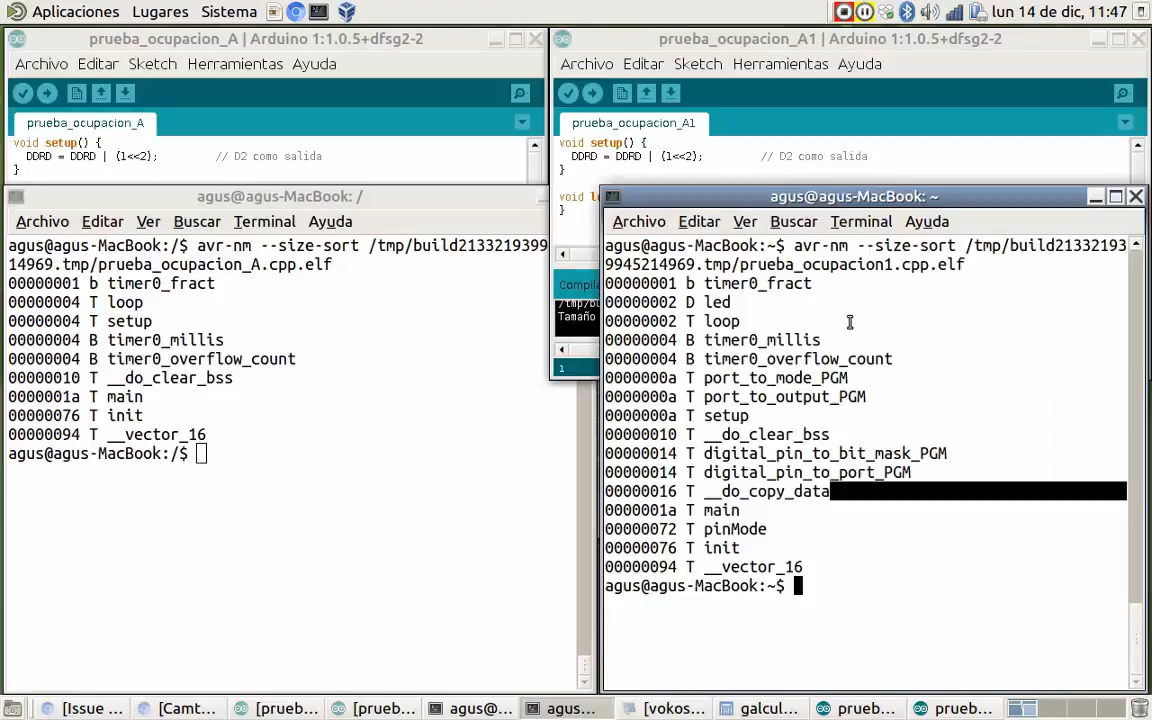 Aplicaciones Lugares Sistema lun 14 de dic, 11:47
prueba_ocupacion_A | Arduino 1:1.0.5+dfsg2-2
Archivo Editar Sketch Herramientas Ayuda
prueba_ocupacion_A
void setup() {
DDRD = DDRD | (1<<2); // D2 como salida
}
prueba_ocupacion_A1 | Arduino 1:1.0.5+dfsg2-2
Archivo Editar Sketch Herramientas Ayuda
prueba_ocupacion_A1
void setup() {
DDRD = DDRD | (1<<2); // D2 como salida
}
void lo
}
Compila
/tmp/bu
Tamaño
1
agus@agus-MacBook: /
Archivo Editar Ver Buscar Terminal Ayuda
agus@agus-MacBook:/$ avr-nm --size-sort /tmp/build2133219399
14969.tmp/prueba_ocupacion_A.cpp.elf
00000001 b timer0_fract
00000004 T loop
00000004 T setup
00000004 B timer0_millis
00000004 B timer0_overflow_count
00000010 T __do_clear_bss
0000001a T main
00000076 T init
00000094 T __vector_16
agus@agus-MacBook:/$
agus@agus-MacBook: ~
Archivo Editar Ver Buscar Terminal Ayuda
agus@agus-MacBook:~$ avr-nm --size-sort /tmp/build21332193
9945214969.tmp/prueba_ocupacion1.cpp.elf
00000001 b timer0_fract
00000002 D led
00000002 T loop
00000004 B timer0_millis
00000004 B timer0_overflow_count
0000000a T port_to_mode_PGM
0000000a T port_to_output_PGM
0000000a T setup
00000010 T __do_clear_bss
00000014 T digital_pin_to_bit_mask_PGM
00000014 T digital_pin_to_port_PGM
00000016 T __do_copy_data
0000001a T main
00000072 T pinMode
00000076 T init
00000094 T __vector_16
agus@agus-MacBook:~$
[Issue ... [Camt... [prueb... [prueb... agus@... agus... [vokos... galcul... prueb... prueb...